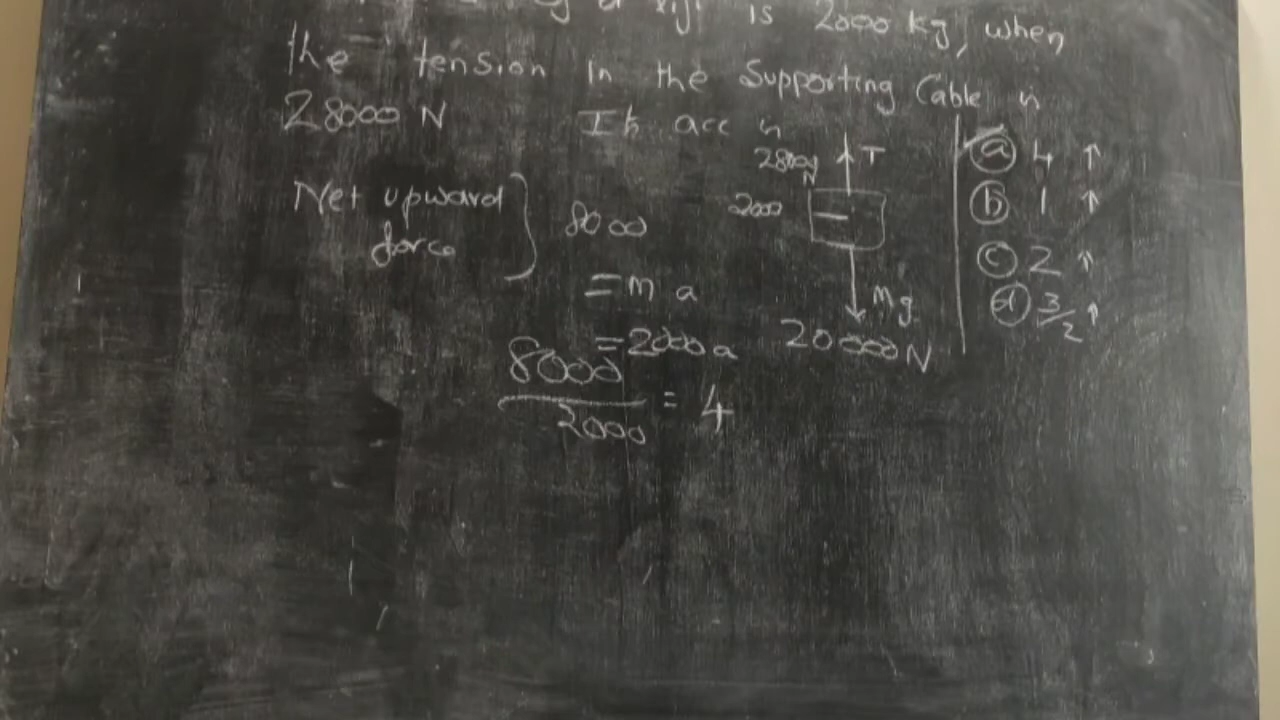 is 2000 kg, when
the tension in the Supporting Cable is
28000 N Its acc is
Net upward
force
8000
= m a
= 2000 a
8000
2000
= 4
28000
N
T
2000
Mg
20000N
(a) 4 ↑
(b) 1 ↑
(c) 2 ↑
(d) 3/2 ↑